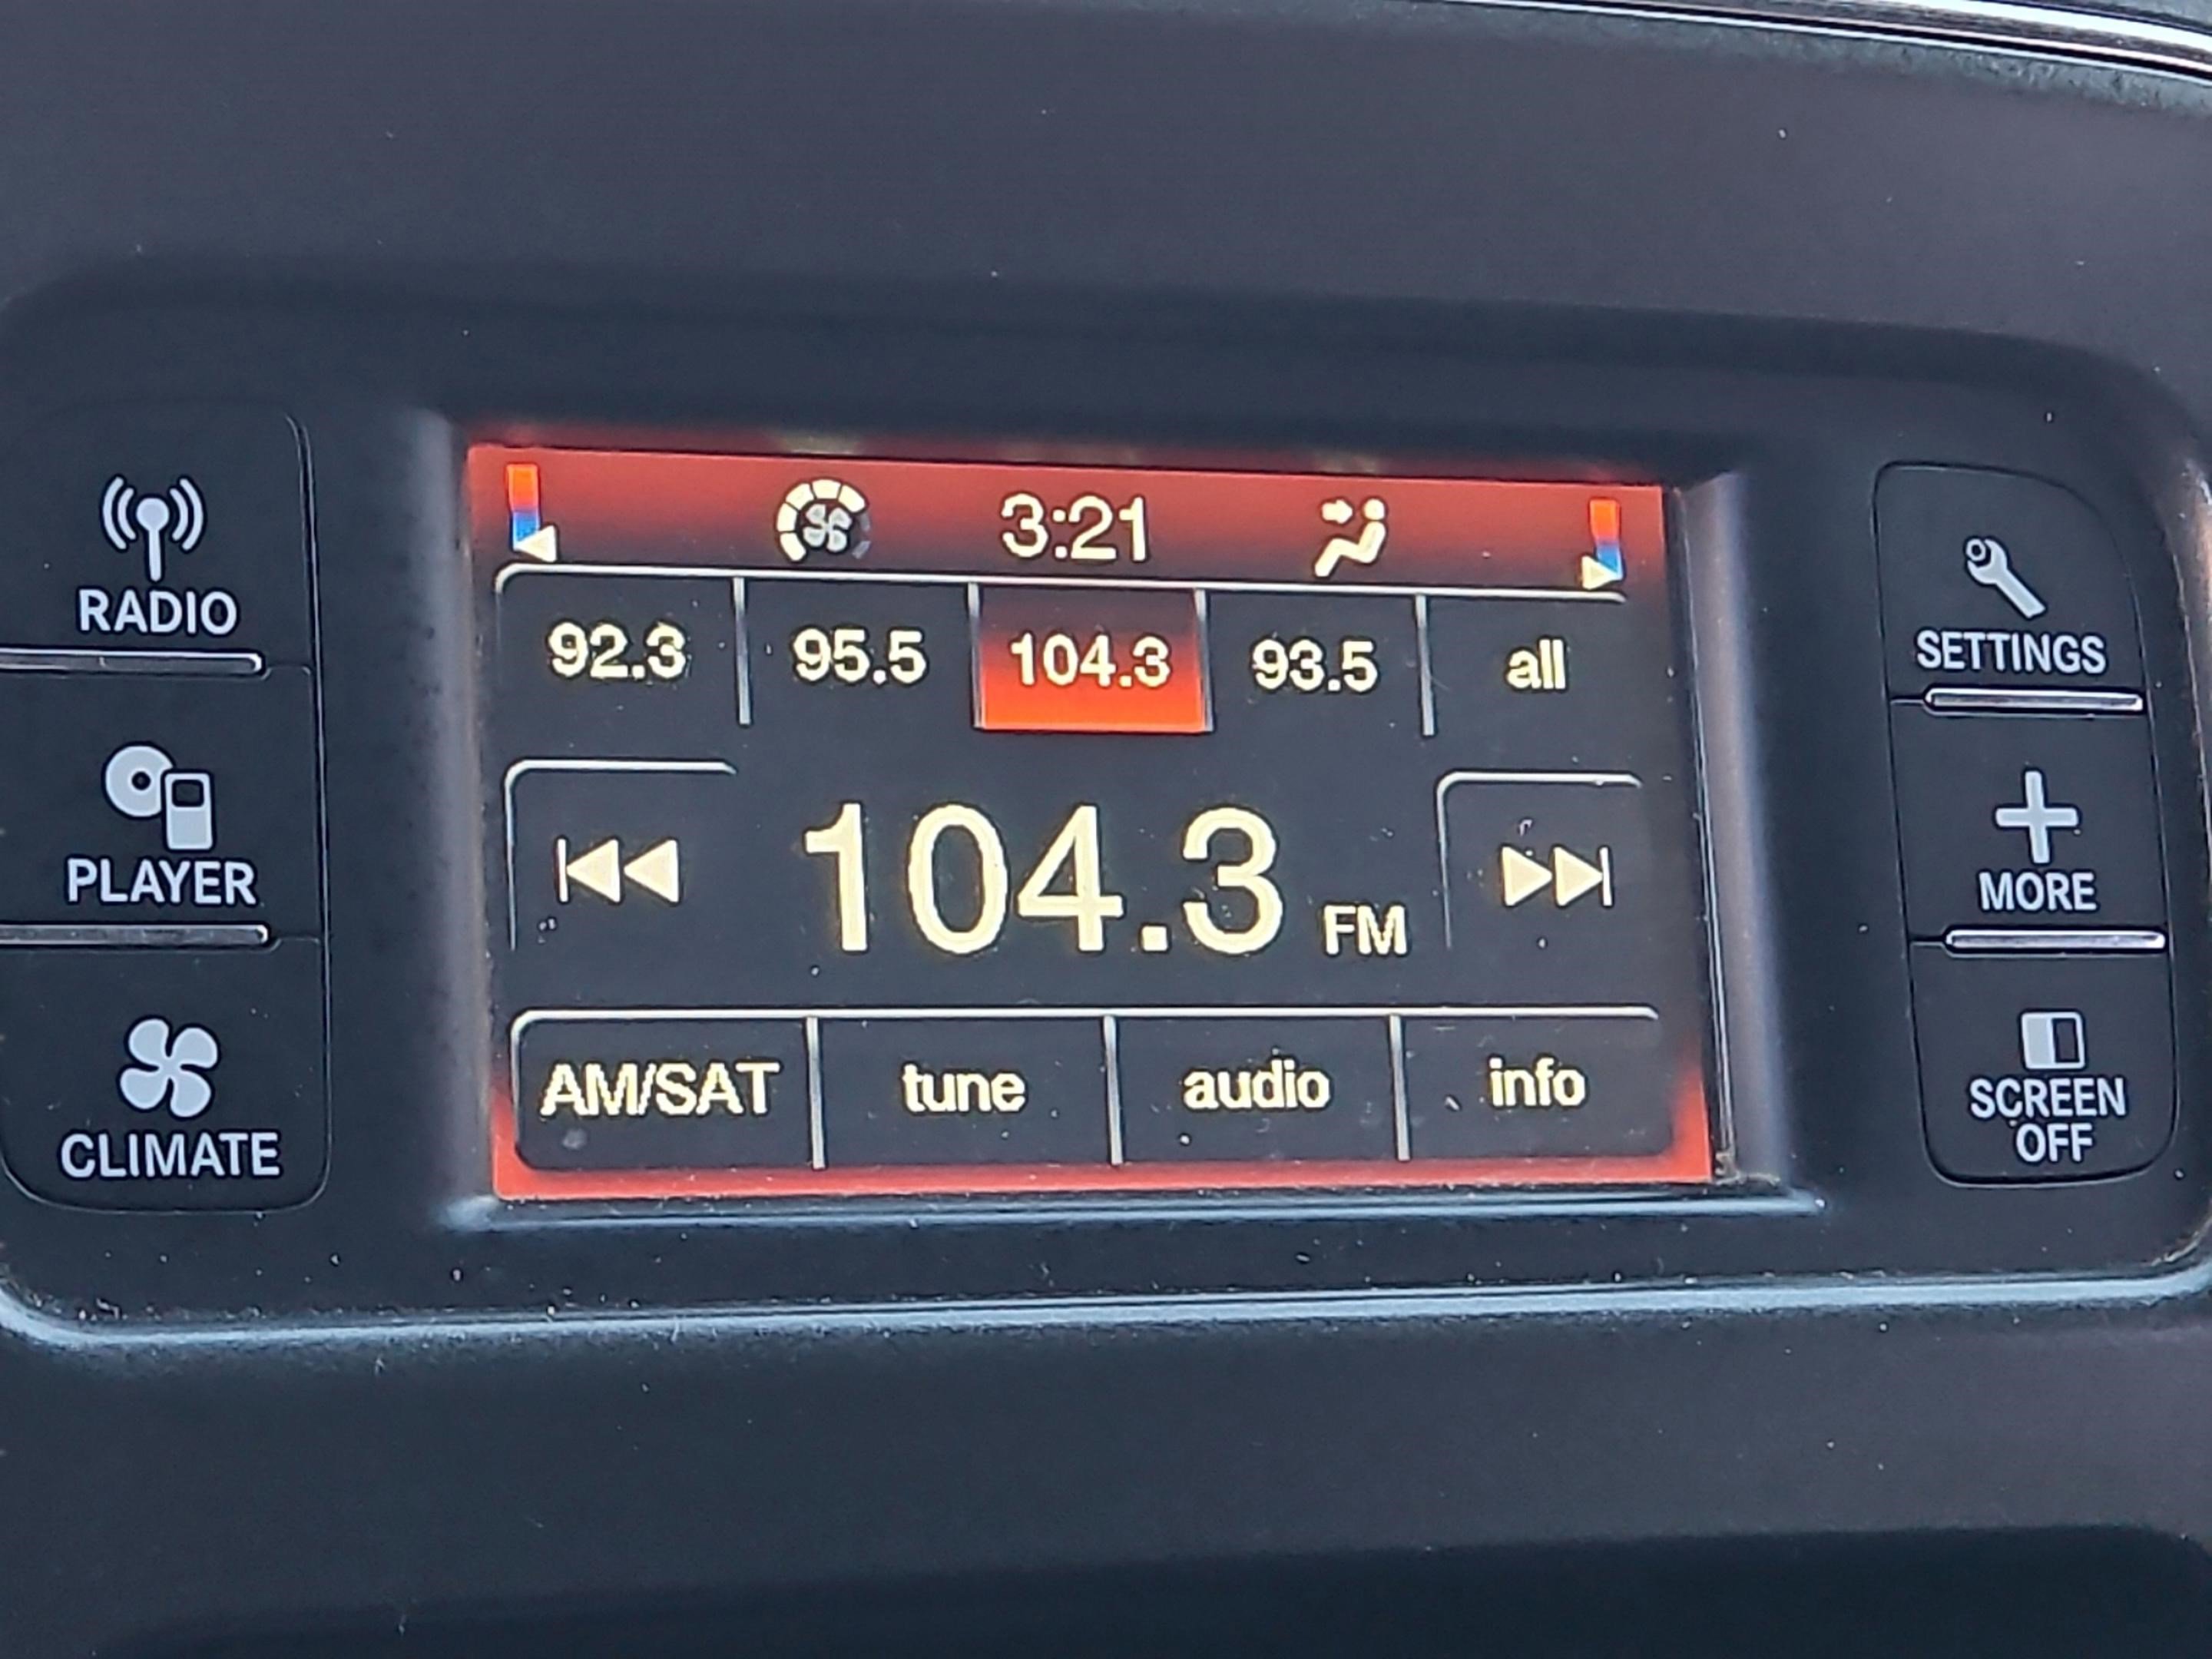 3:21
92.3 95.5 104.3 93.5 all
104.3 FM
AM/SAT tune audio info
RADIO
PLAYER
CLIMATE
SETTINGS
MORE
SCREEN
OFF